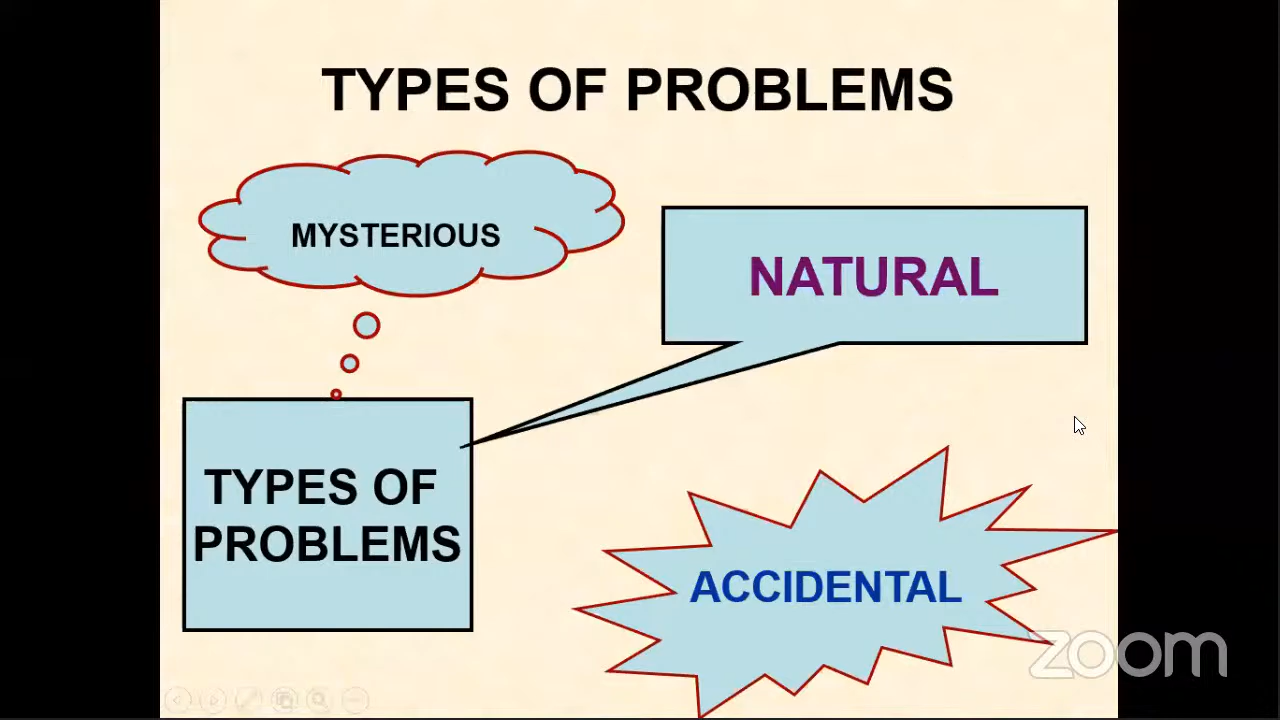 TYPES OF PROBLEMS
MYSTERIOUS
NATURAL
TYPES OF
PROBLEMS
ACCIDENTAL
zoom